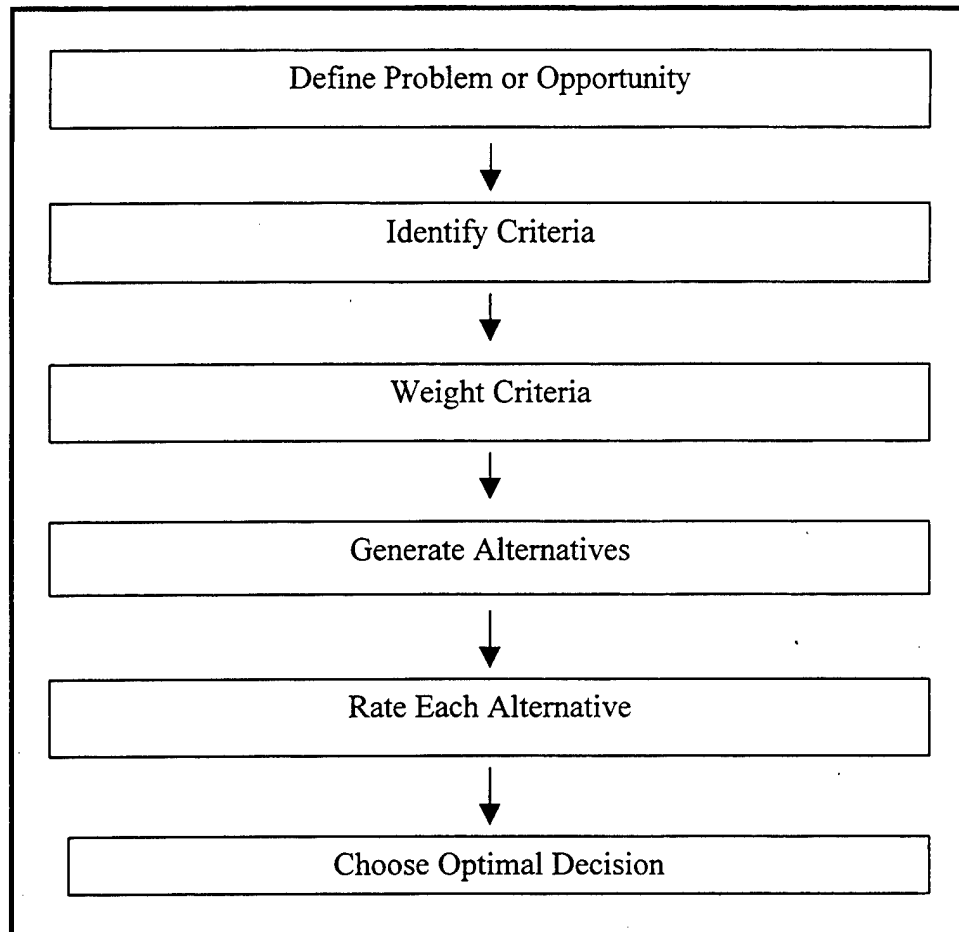 Define Problem or Opportunity
Identify Criteria
Weight Criteria
Generate Alternatives
Rate Each Alternative
Choose Optimal Decision